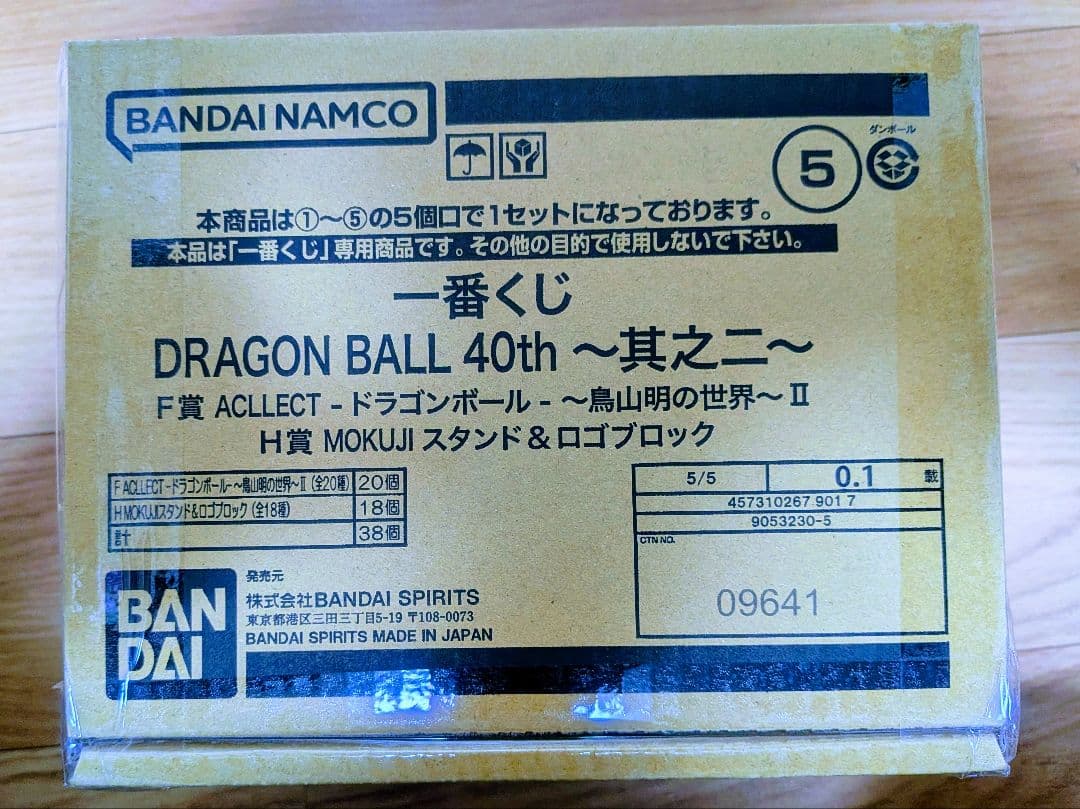 BANDAI NAMCO
ダンボール
5
本商品は①～⑤の5個口で1セットになっております。
本品は「一番くじ」専用商品です。その他の目的で使用しないで下さい。
一番くじ
DRAGON BALL 40th ～其之二～
F賞 ACLLECT -ドラゴンボール- ～鳥山明の世界～Ⅱ
H賞 MOKUJIスタンド&ロゴブロック
F ACLLECT -ドラゴンボール- ～鳥山明の世界～Ⅱ (全20種) 20個
H MOKUJIスタンド&ロゴブロック (全18種) 18個
計 38個
5/5 0.1 載
457310267 901 7
9053230-5
CTN NO.
09641
BAN
DAI
発売元
株式会社BANDAI SPIRITS
東京都港区三田三丁目5-19 〒108-0073
BANDAI SPIRITS MADE IN JAPAN